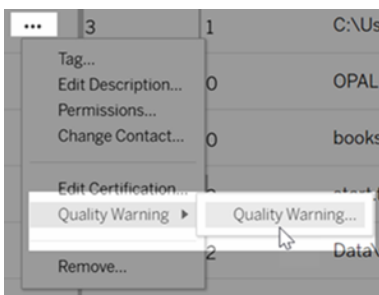 ... 3 1 C:\Us
Tag...
Edit Description... 0 OPAL
Permissions...
Change Contact... 0 books
Edit Certification...
Quality Warning ▸ Quality Warning...
2 Data\
Remove...